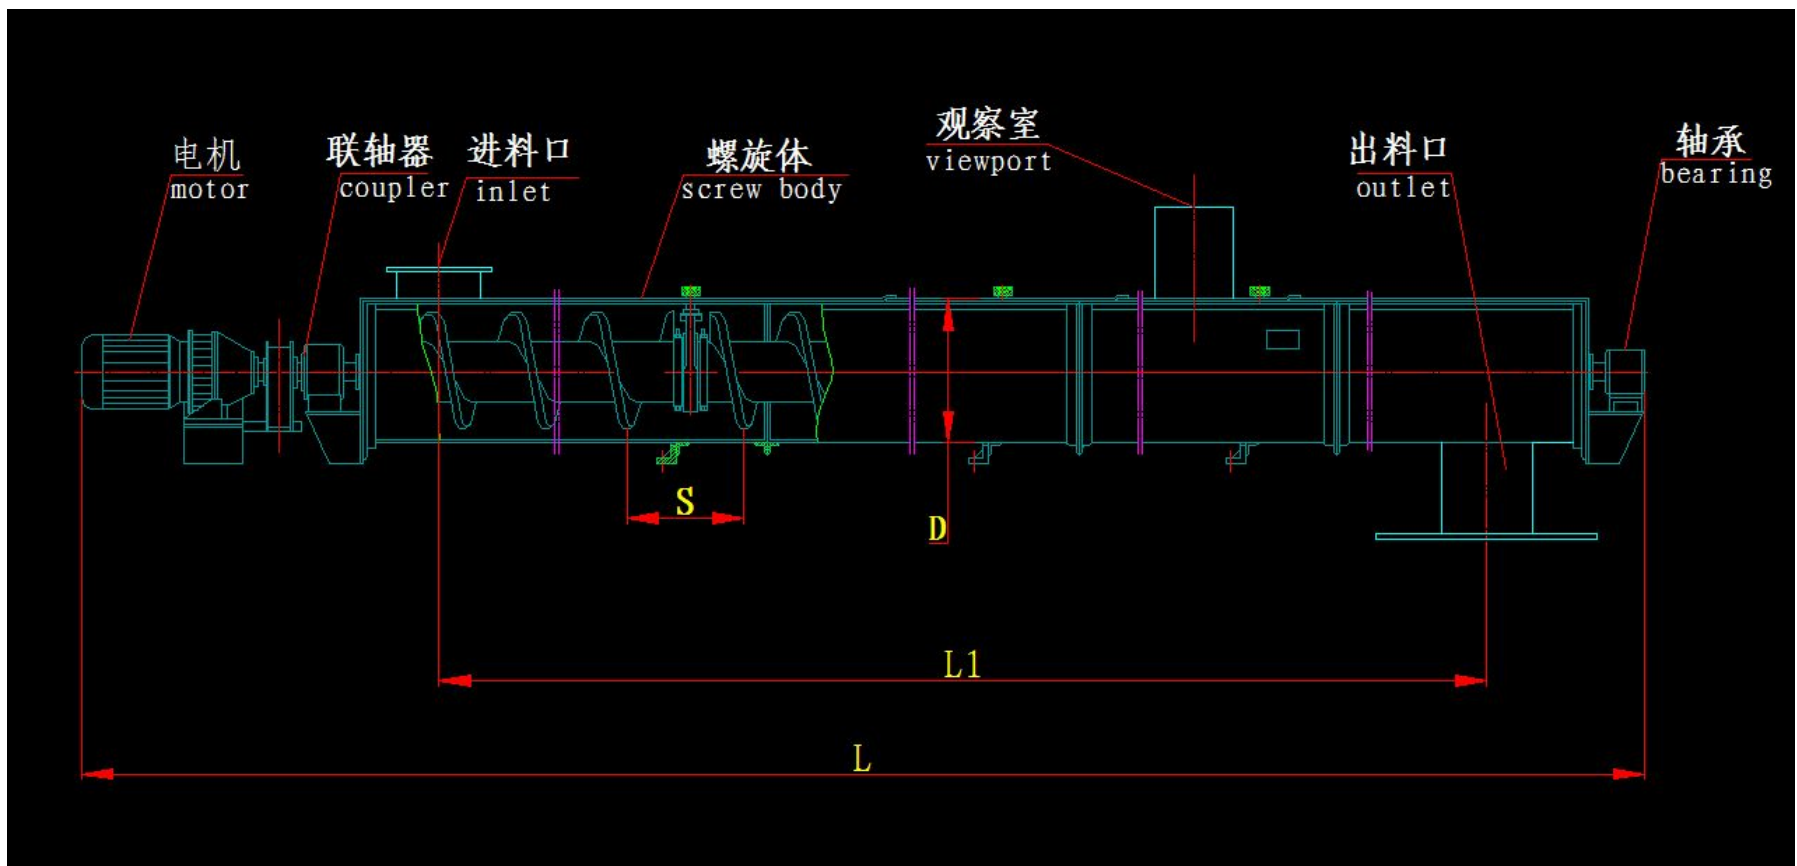 电机
motor
联轴器
coupler
进料口
inlet
螺旋体
screw body
观察室
viewport
出料口
outlet
轴承
bearing
S
D
L1
L